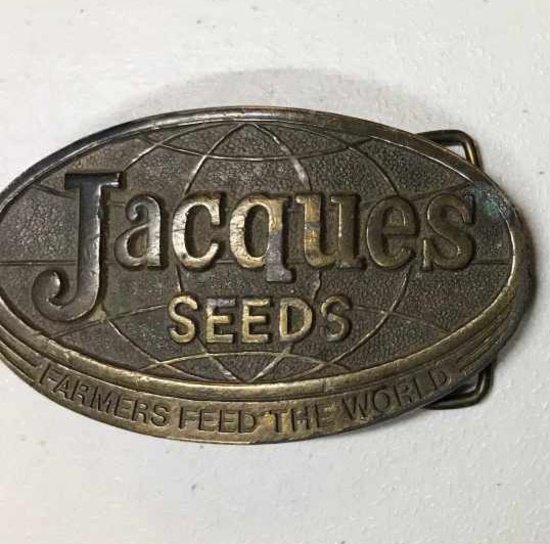 Jacques
SEEDS
FARMERS FEED THE WORLD